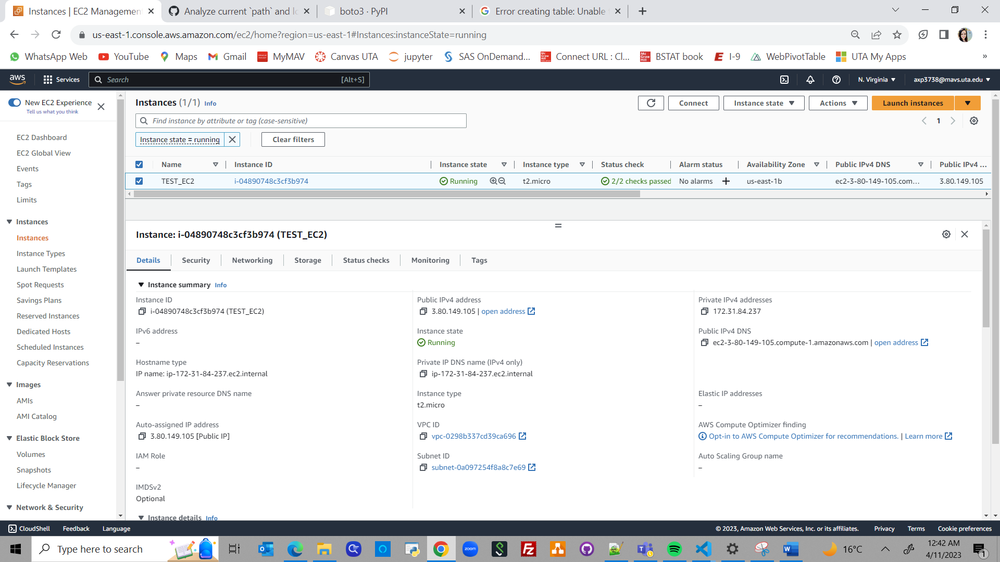 Instances | EC2 Management
Analyze current `path` and lo
boto3 · PyPI
Error creating table: Unable t
us-east-1.console.aws.amazon.com/ec2/home?region=us-east-1#Instances:instanceState=running
WhatsApp Web
YouTube
Maps
Gmail
MyMAV
Canvas UTA
jupyter
SAS OnDemand...
Connect URL : Cl...
BSTAT book
I-9
WebPivotTable
UTA My Apps
»
aws
Services
Search
[Alt+S]
N. Virginia
axp3738@mavs.uta.edu
New EC2 Experience
Tell us what you think
EC2 Dashboard
EC2 Global View
Events
Tags
Limits
Instances
Instances
Instance Types
Launch Templates
Spot Requests
Savings Plans
Reserved Instances
Dedicated Hosts
Scheduled Instances
Capacity Reservations
Images
AMIs
AMI Catalog
Elastic Block Store
Volumes
Snapshots
Lifecycle Manager
Network & Security
Instances (1/1) Info
Connect
Instance state
Actions
Launch instances
Find instance by attribute or tag (case-sensitive)
1
Instance state = running
Clear filters
Name
Instance ID
Instance state
Instance type
Status check
Alarm status
Availability Zone
Public IPv4 DNS
Public IPv4 ...
TEST_EC2
i-04890748c3cf3b974
Running
t2.micro
2/2 checks passed
No alarms
us-east-1b
ec2-3-80-149-105.com...
3.80.149.105
Instance: i-04890748c3cf3b974 (TEST_EC2)
Details
Security
Networking
Storage
Status checks
Monitoring
Tags
Instance summary Info
Instance ID
i-04890748c3cf3b974 (TEST_EC2)
Public IPv4 address
3.80.149.105 | open address
Private IPv4 addresses
172.31.84.237
IPv6 address
–
Instance state
Running
Public IPv4 DNS
ec2-3-80-149-105.compute-1.amazonaws.com | open address
Hostname type
IP name: ip-172-31-84-237.ec2.internal
Private IP DNS name (IPv4 only)
ip-172-31-84-237.ec2.internal
Answer private resource DNS name
–
Instance type
t2.micro
Elastic IP addresses
–
Auto-assigned IP address
3.80.149.105 [Public IP]
VPC ID
vpc-0298b337cd39ca696
AWS Compute Optimizer finding
Opt-in to AWS Compute Optimizer for recommendations. | Learn more
IAM Role
–
Subnet ID
subnet-0a097254f8a8c7e69
Auto Scaling Group name
–
IMDSv2
Optional
Instance details Info
CloudShell
Feedback
Language
© 2023, Amazon Web Services, Inc. or its affiliates.
Privacy
Terms
Cookie preferences
Type here to search
zoom
16°C
12:42 AM
4/11/2023
1